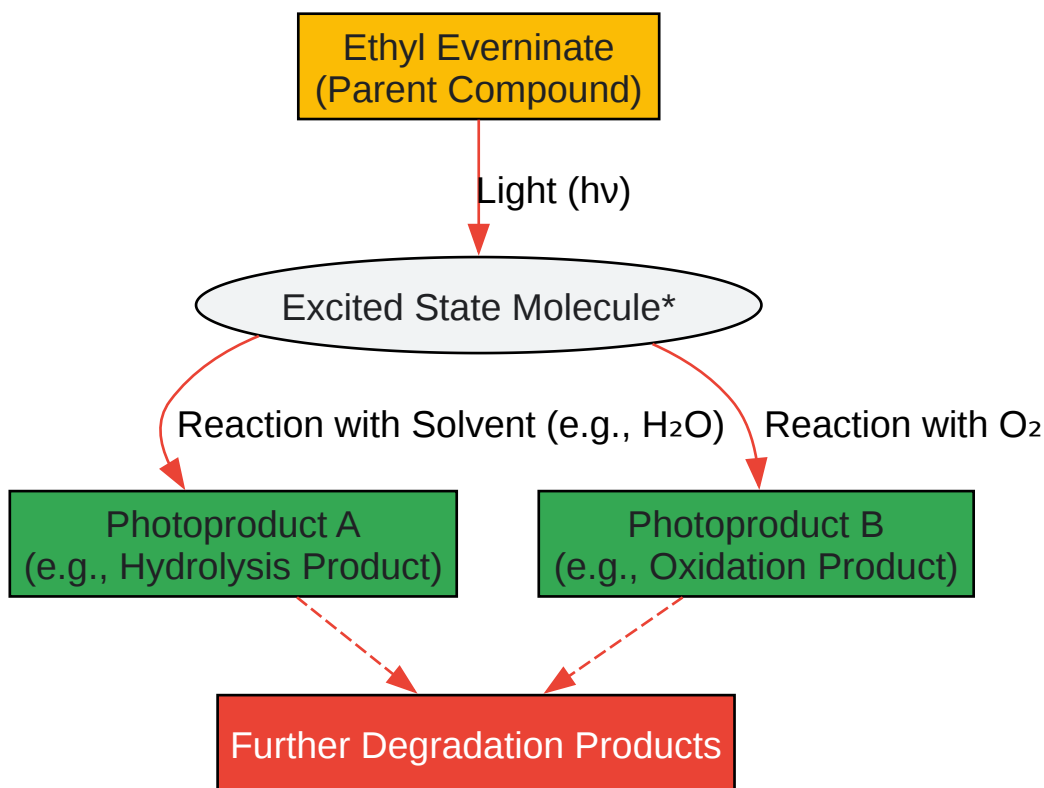 Ethyl Everninate
(Parent Compound)
Light (hν)
Excited State Molecule*
Reaction with Solvent (e.g., H₂O)
Reaction with O₂
Photoproduct A
(e.g., Hydrolysis Product)
Photoproduct B
(e.g., Oxidation Product)
Further Degradation Products